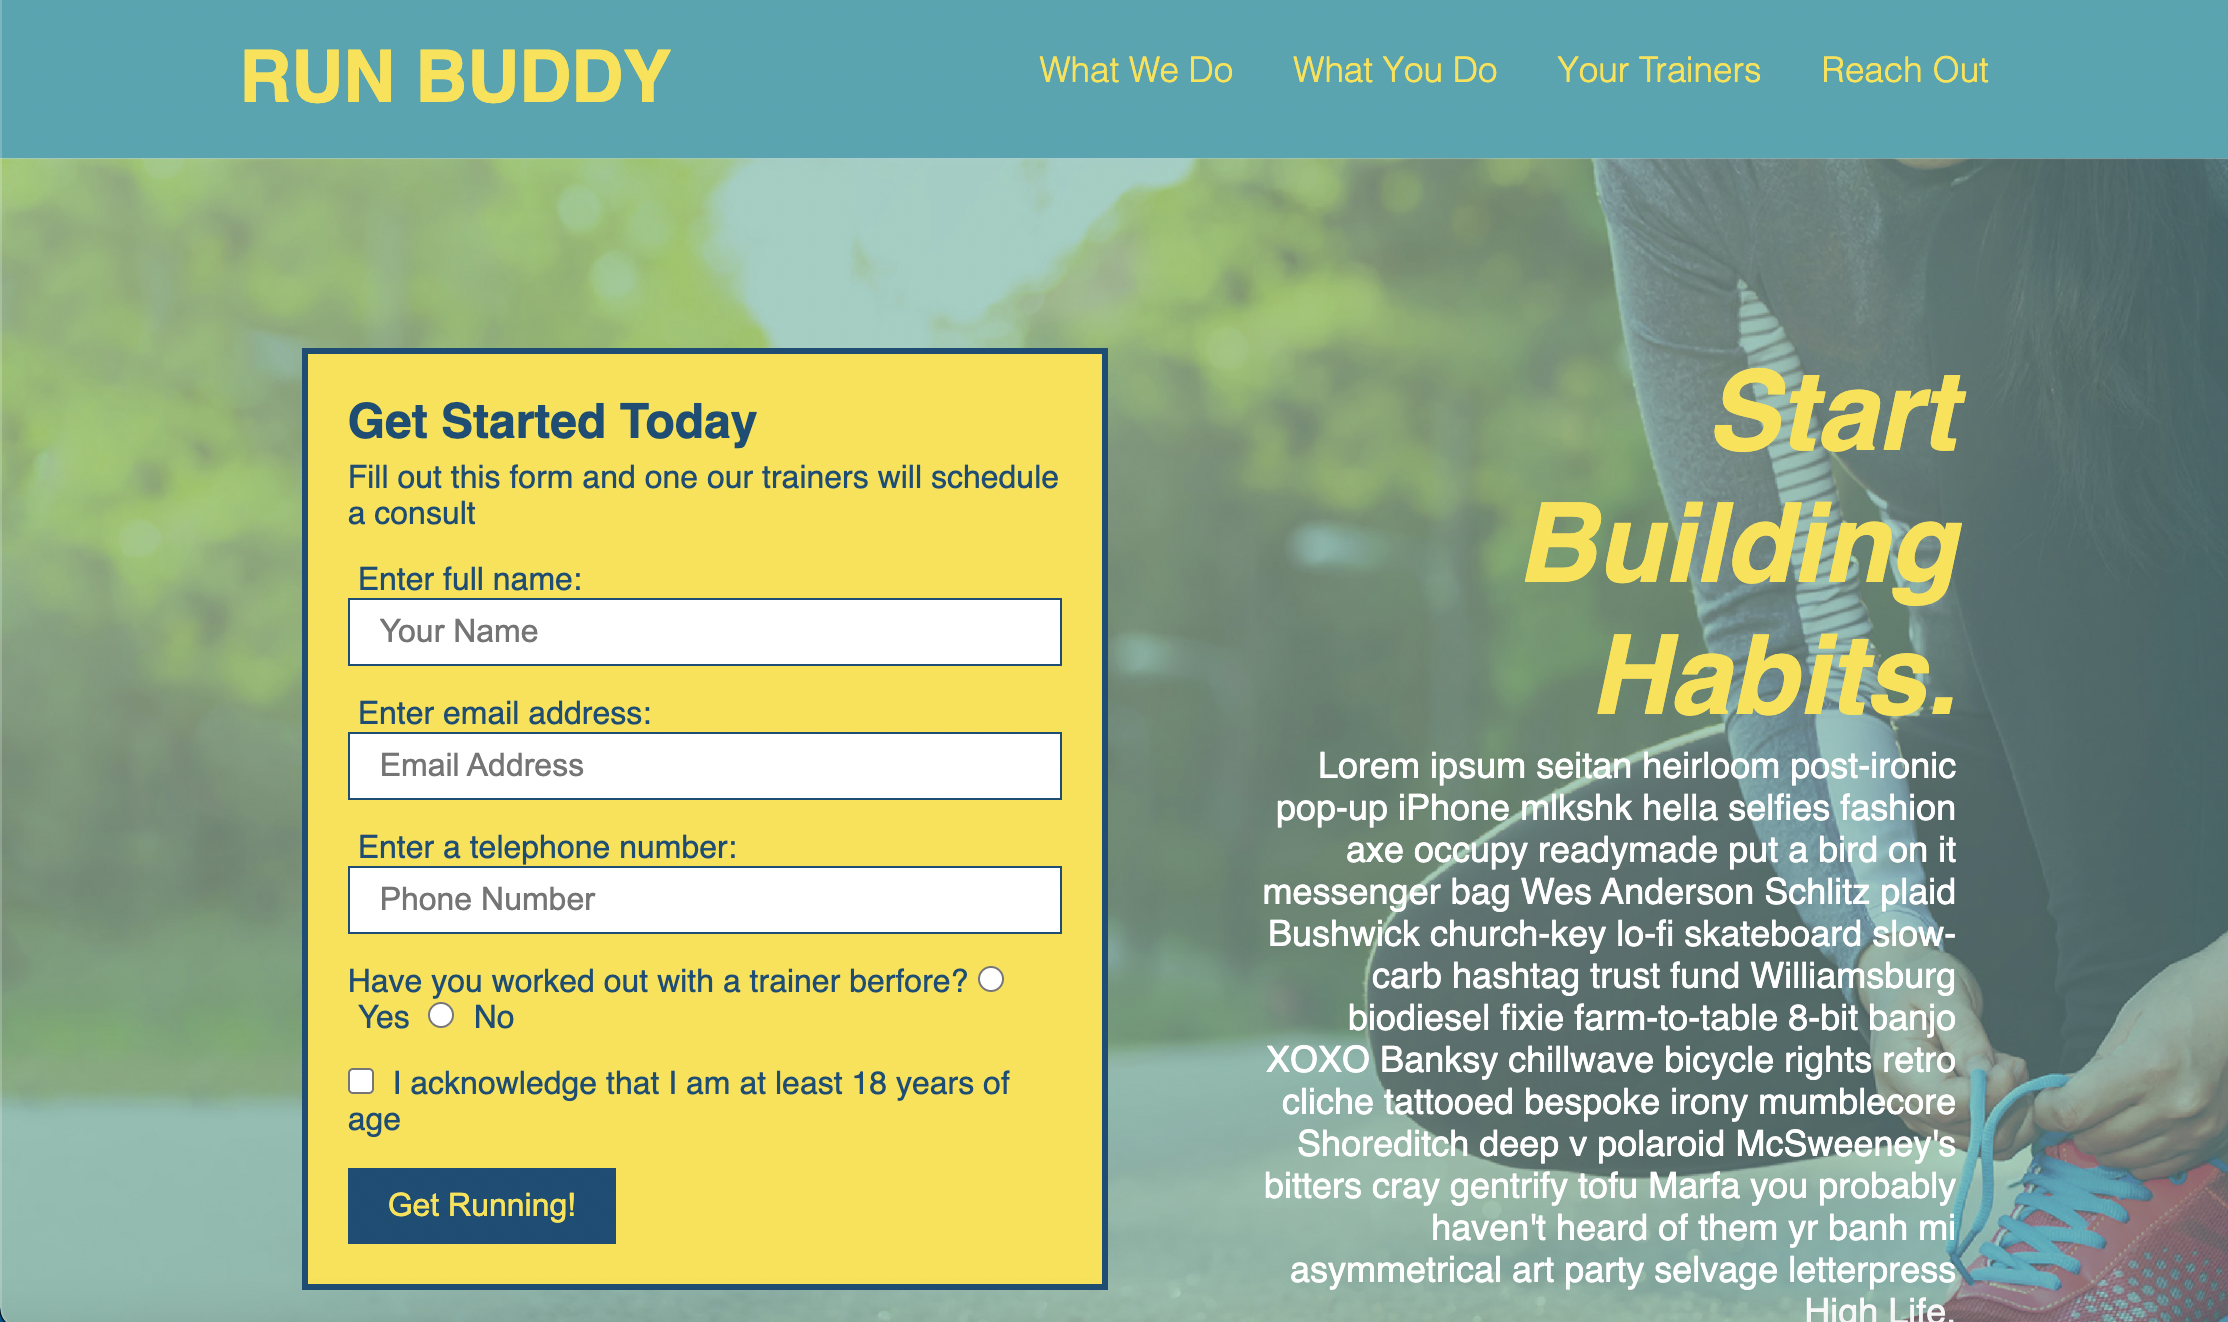 RUN BUDDY
What We Do
What You Do
Your Trainers
Reach Out
Get Started Today
Fill out this form and one our trainers will schedule
a consult
Enter full name:
Your Name
Enter email address:
Email Address
Enter a telephone number:
Phone Number
Have you worked out with a trainer berfore?
Yes No
I acknowledge that I am at least 18 years of
age
Get Running!
Start
Building
Habits.
Lorem ipsum seitan heirloom post-ironic
pop-up iPhone mlkshk hella selfies fashion
axe occupy readymade put a bird on it
messenger bag Wes Anderson Schlitz plaid
Bushwick church-key lo-fi skateboard slow-
carb hashtag trust fund Williamsburg
biodiesel fixie farm-to-table 8-bit banjo
XOXO Banksy chillwave bicycle rights retro
cliche tattooed bespoke irony mumblecore
Shoreditch deep v polaroid McSweeney's
bitters cray gentrify tofu Marfa you probably
haven't heard of them yr banh mi
asymmetrical art party selvage letterpress
High Life.